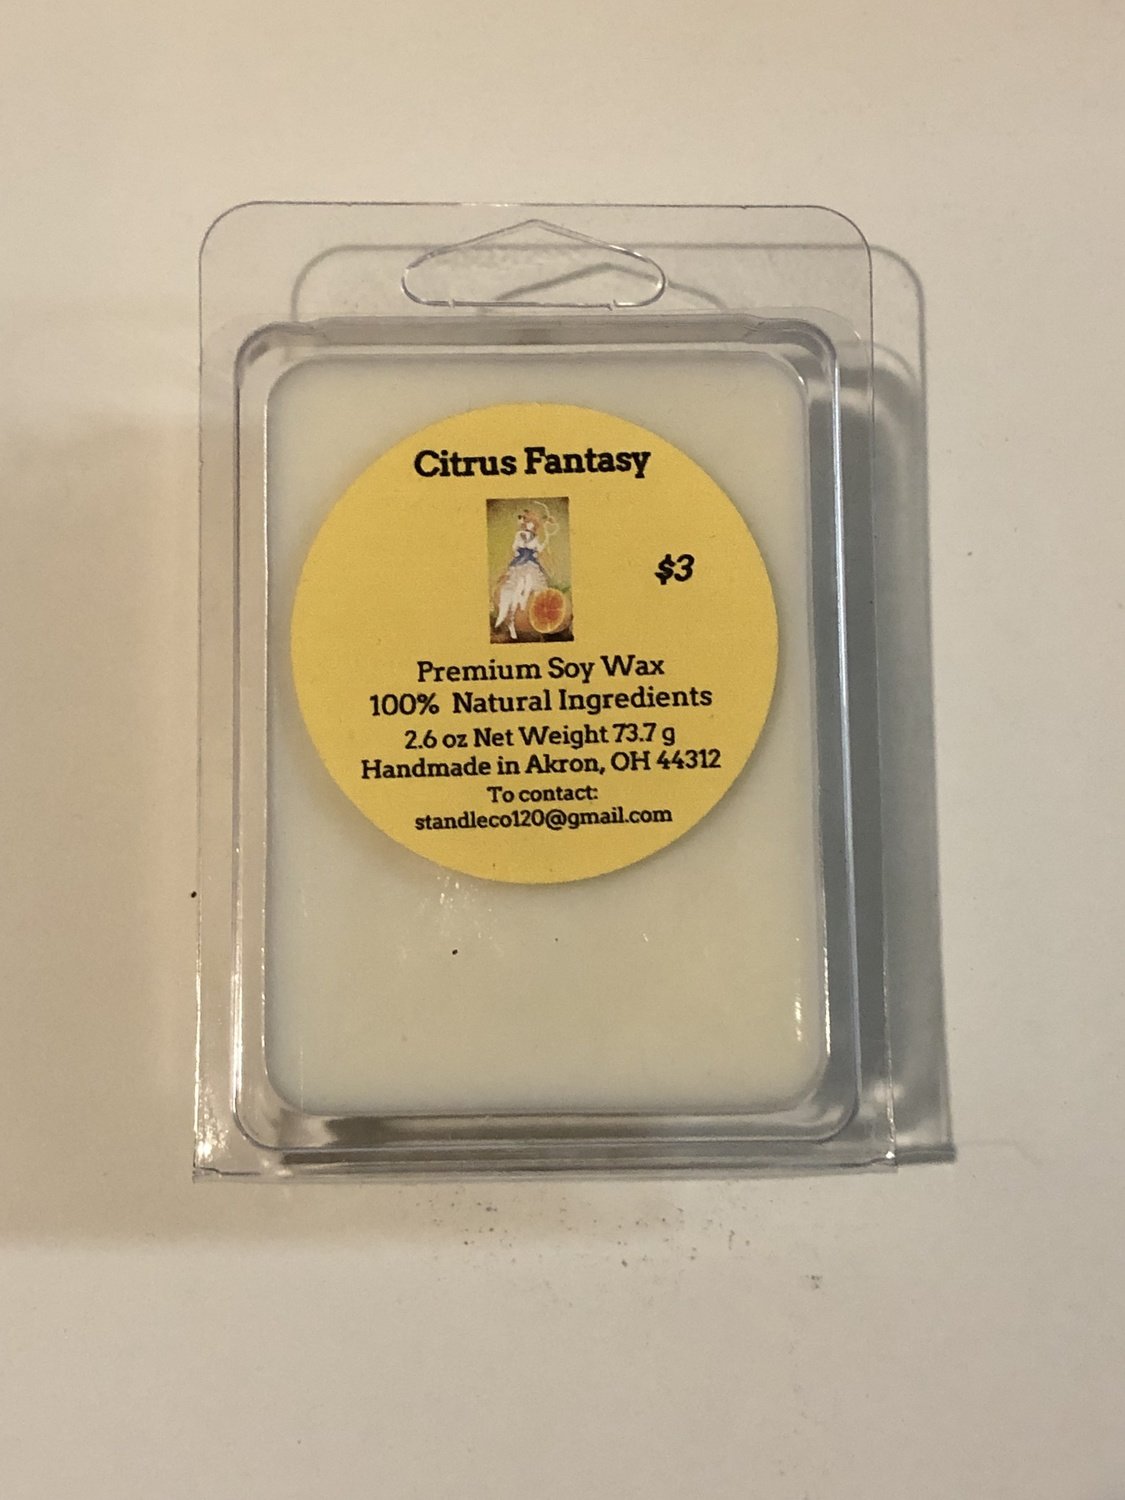 Citrus Fantasy
$3
Premium Soy Wax
100% Natural Ingredients
2.6 oz Net Weight 73.7 g
Handmade in Akron, OH 44312
To contact:
standleco120@gmail.com